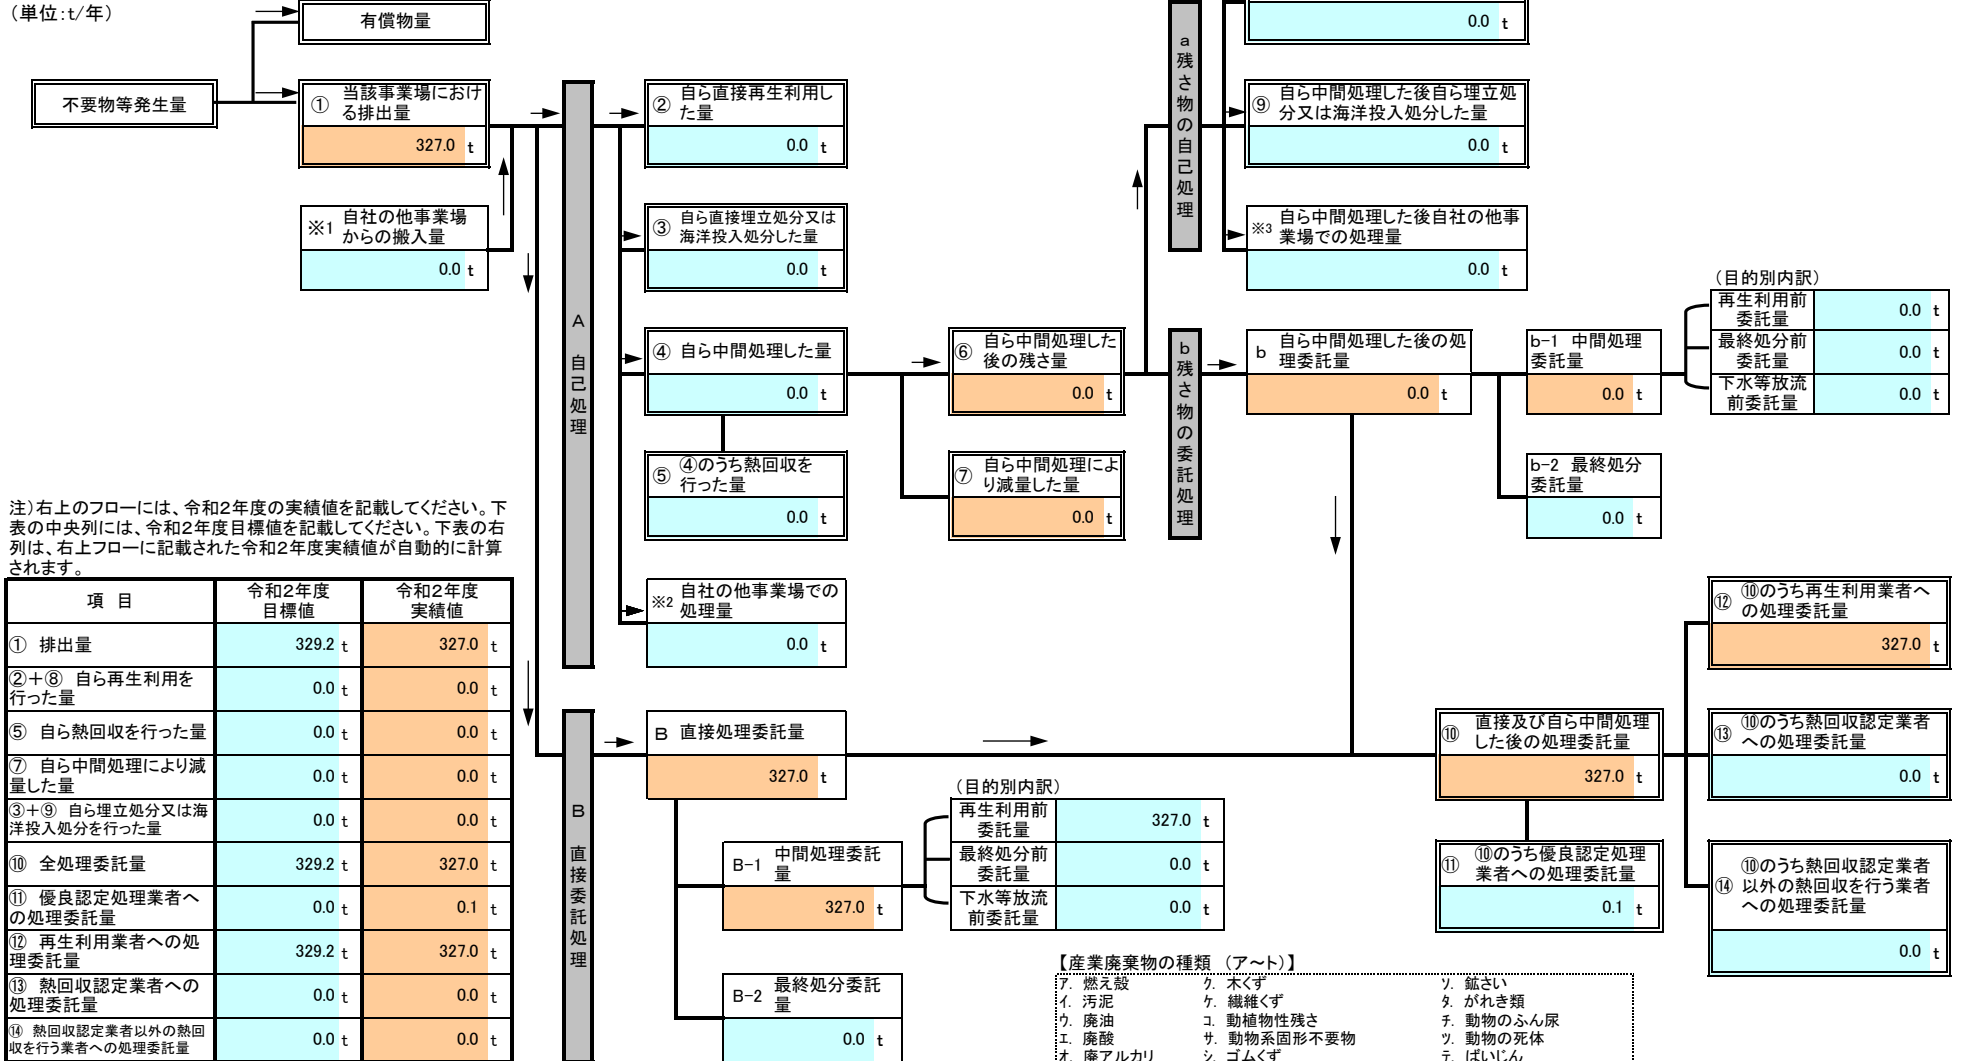 （単位：t/年）
有償物量
不要物等発生量
① 当該事業場におけ
る排出量
327.0 t
※1 自社の他事業場
からの搬入量
0.0 t
A 自己処理
② 自ら直接再生利用し
た量
0.0 t
③ 自ら直接埋立処分又は
海洋投入処分した量
0.0 t
④ 自ら中間処理した量
0.0 t
⑤ ④のうち熱回収を
行った量
0.0 t
※2 自社の他事業場での
処理量
0.0 t
⑥ 自ら中間処理した
後の残さ量
0.0 t
⑦ 自ら中間処理によ
り減量した量
0.0 t
a 残さ物の自己処理
0.0 t
⑨ 自ら中間処理した後自ら埋立処
分又は海洋投入処分した量
0.0 t
※3 自ら中間処理した後自社の他事
業場での処理量
0.0 t
b 残さ物の委託処理
b 自ら中間処理した後の処
理委託量
0.0 t
b-1 中間処理
委託量
0.0 t
b-2 最終処分
委託量
0.0 t
（目的別内訳）
再生利用前
委託量 0.0 t
最終処分前
委託量 0.0 t
下水等放流
前委託量 0.0 t
注）右上のフローには、令和２年度の実績値を記載してください。下
表の中央列には、令和２年度目標値を記載してください。下表の右
列は、右上フローに記載された令和２年度実績値が自動的に計算
されます。
項 目 令和２年度 目標値 令和２年度 実績値
① 排出量 329.2 t 327.0 t
②＋⑧ 自ら再生利用を
行った量 0.0 t 0.0 t
⑤ 自ら熱回収を行った量 0.0 t 0.0 t
⑦ 自ら中間処理により減
量した量 0.0 t 0.0 t
③＋⑨ 自ら埋立処分又は海
洋投入処分を行った量 0.0 t 0.0 t
⑩ 全処理委託量 329.2 t 327.0 t
⑪ 優良認定処理業者へ
の処理委託量 0.0 t 0.1 t
⑫ 再生利用業者への処
理委託量 329.2 t 327.0 t
⑬ 熱回収認定業者への
処理委託量 0.0 t 0.0 t
⑭ 熱回収認定業者以外の熱回
収を行う業者への処理委託量 0.0 t 0.0 t
B 直接委託処理
B 直接処理委託量
327.0 t
B-1 中間処理委託
量
327.0 t
B-2 最終処分委託
量
0.0 t
（目的別内訳）
再生利用前
委託量 327.0 t
最終処分前
委託量 0.0 t
下水等放流
前委託量 0.0 t
⑩ 直接及び自ら中間処理
した後の処理委託量
327.0 t
⑪ ⑩のうち優良認定処理
業者への処理委託量
0.1 t
⑫ ⑩のうち再生利用業者へ
の処理委託量
327.0 t
⑬ ⑩のうち熱回収認定業者
への処理委託量
0.0 t
⑭ ⑩のうち熱回収認定業者
以外の熱回収を行う業者
への処理委託量
0.0 t
【産業廃棄物の種類 （ア～ト）】
ｱ. 燃え殻 ｸ. 木くず ｿ. 鉱さい
ｲ. 汚泥 ｹ. 繊維くず ﾀ. がれき類
ｳ. 廃油 ｺ. 動植物性残さ ﾁ. 動物のふん尿
ｴ. 廃酸 ｻ. 動物系固形不要物 ﾂ. 動物の死体
ｵ. 廃アルカリ ｼ. ゴムくず ﾃ. ばいじん